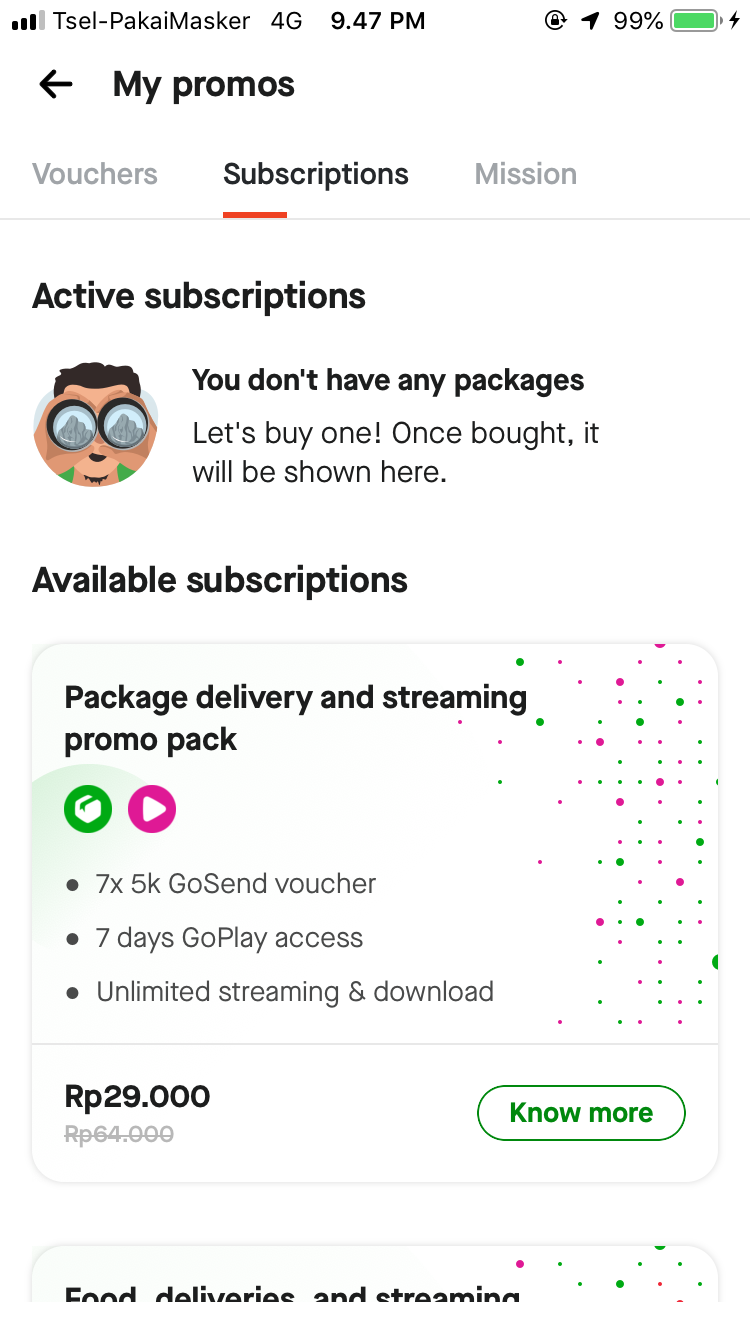 Tsel-PakaiMasker 4G 9.47 PM 99%
My promos
Vouchers Subscriptions Mission
Active subscriptions
You don't have any packages
Let's buy one! Once bought, it
will be shown here.
Available subscriptions
Package delivery and streaming
promo pack
7x 5k GoSend voucher
7 days GoPlay access
Unlimited streaming & download
Rp29.000
Rp64.000
Know more
Food, deliveries, and streaming